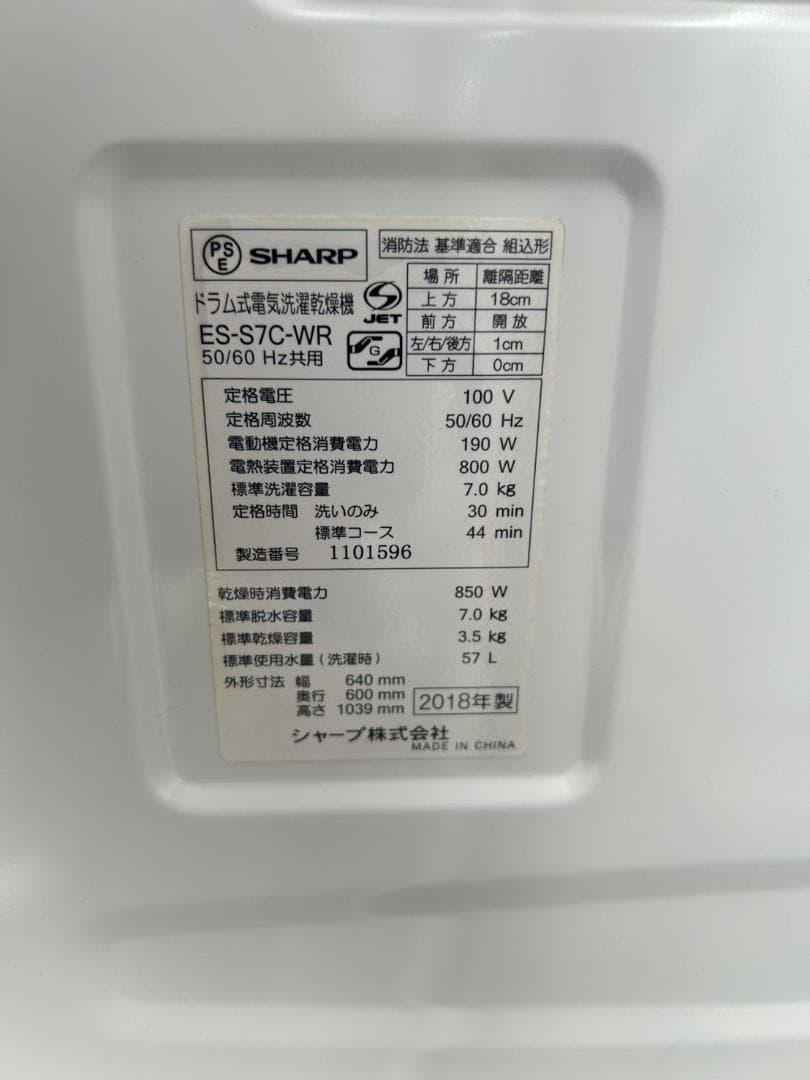 PSE SHARP
消防法 基準適合 組込形
ドラム式電気洗濯乾燥機
JET
ES-S7C-WR
50/60 Hz共用
G
場所 離隔距離
上方 18cm
前方 開放
左/右/後方 1cm
下方 0cm
定格電圧 100 V
定格周波数 50/60 Hz
電動機定格消費電力 190 W
電熱装置定格消費電力 800 W
標準洗濯容量 7.0 kg
定格時間 洗いのみ 30 min
標準コース 44 min
製造番号 1101596
乾燥時消費電力 850 W
標準脱水容量 7.0 kg
標準乾燥容量 3.5 kg
標準使用水量(洗濯時) 57 L
外形寸法 幅 640 mm
奥行 600 mm
高さ 1039 mm
2018年製
シャープ株式会社
MADE IN CHINA